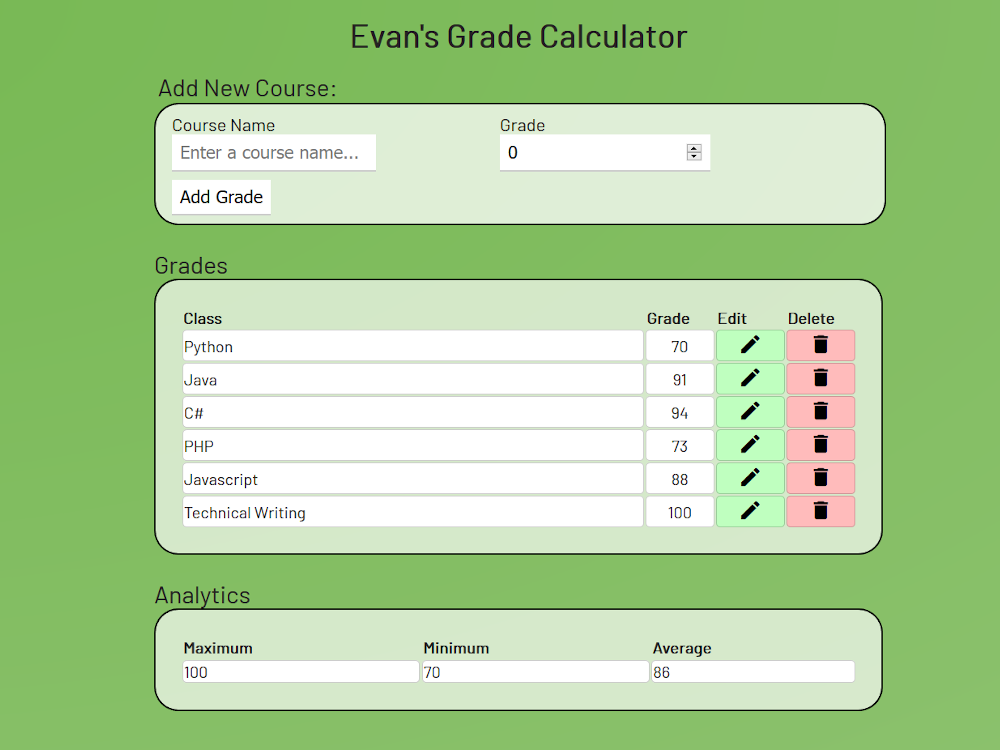 Evan's Grade Calculator
Add New Course:
Course Name Grade
Enter a course name... 0
Add Grade
Grades
Class Grade Edit Delete
Python 70
Java 91
C# 94
PHP 73
Javascript 88
Technical Writing 100
Analytics
Maximum Minimum Average
100 70 86